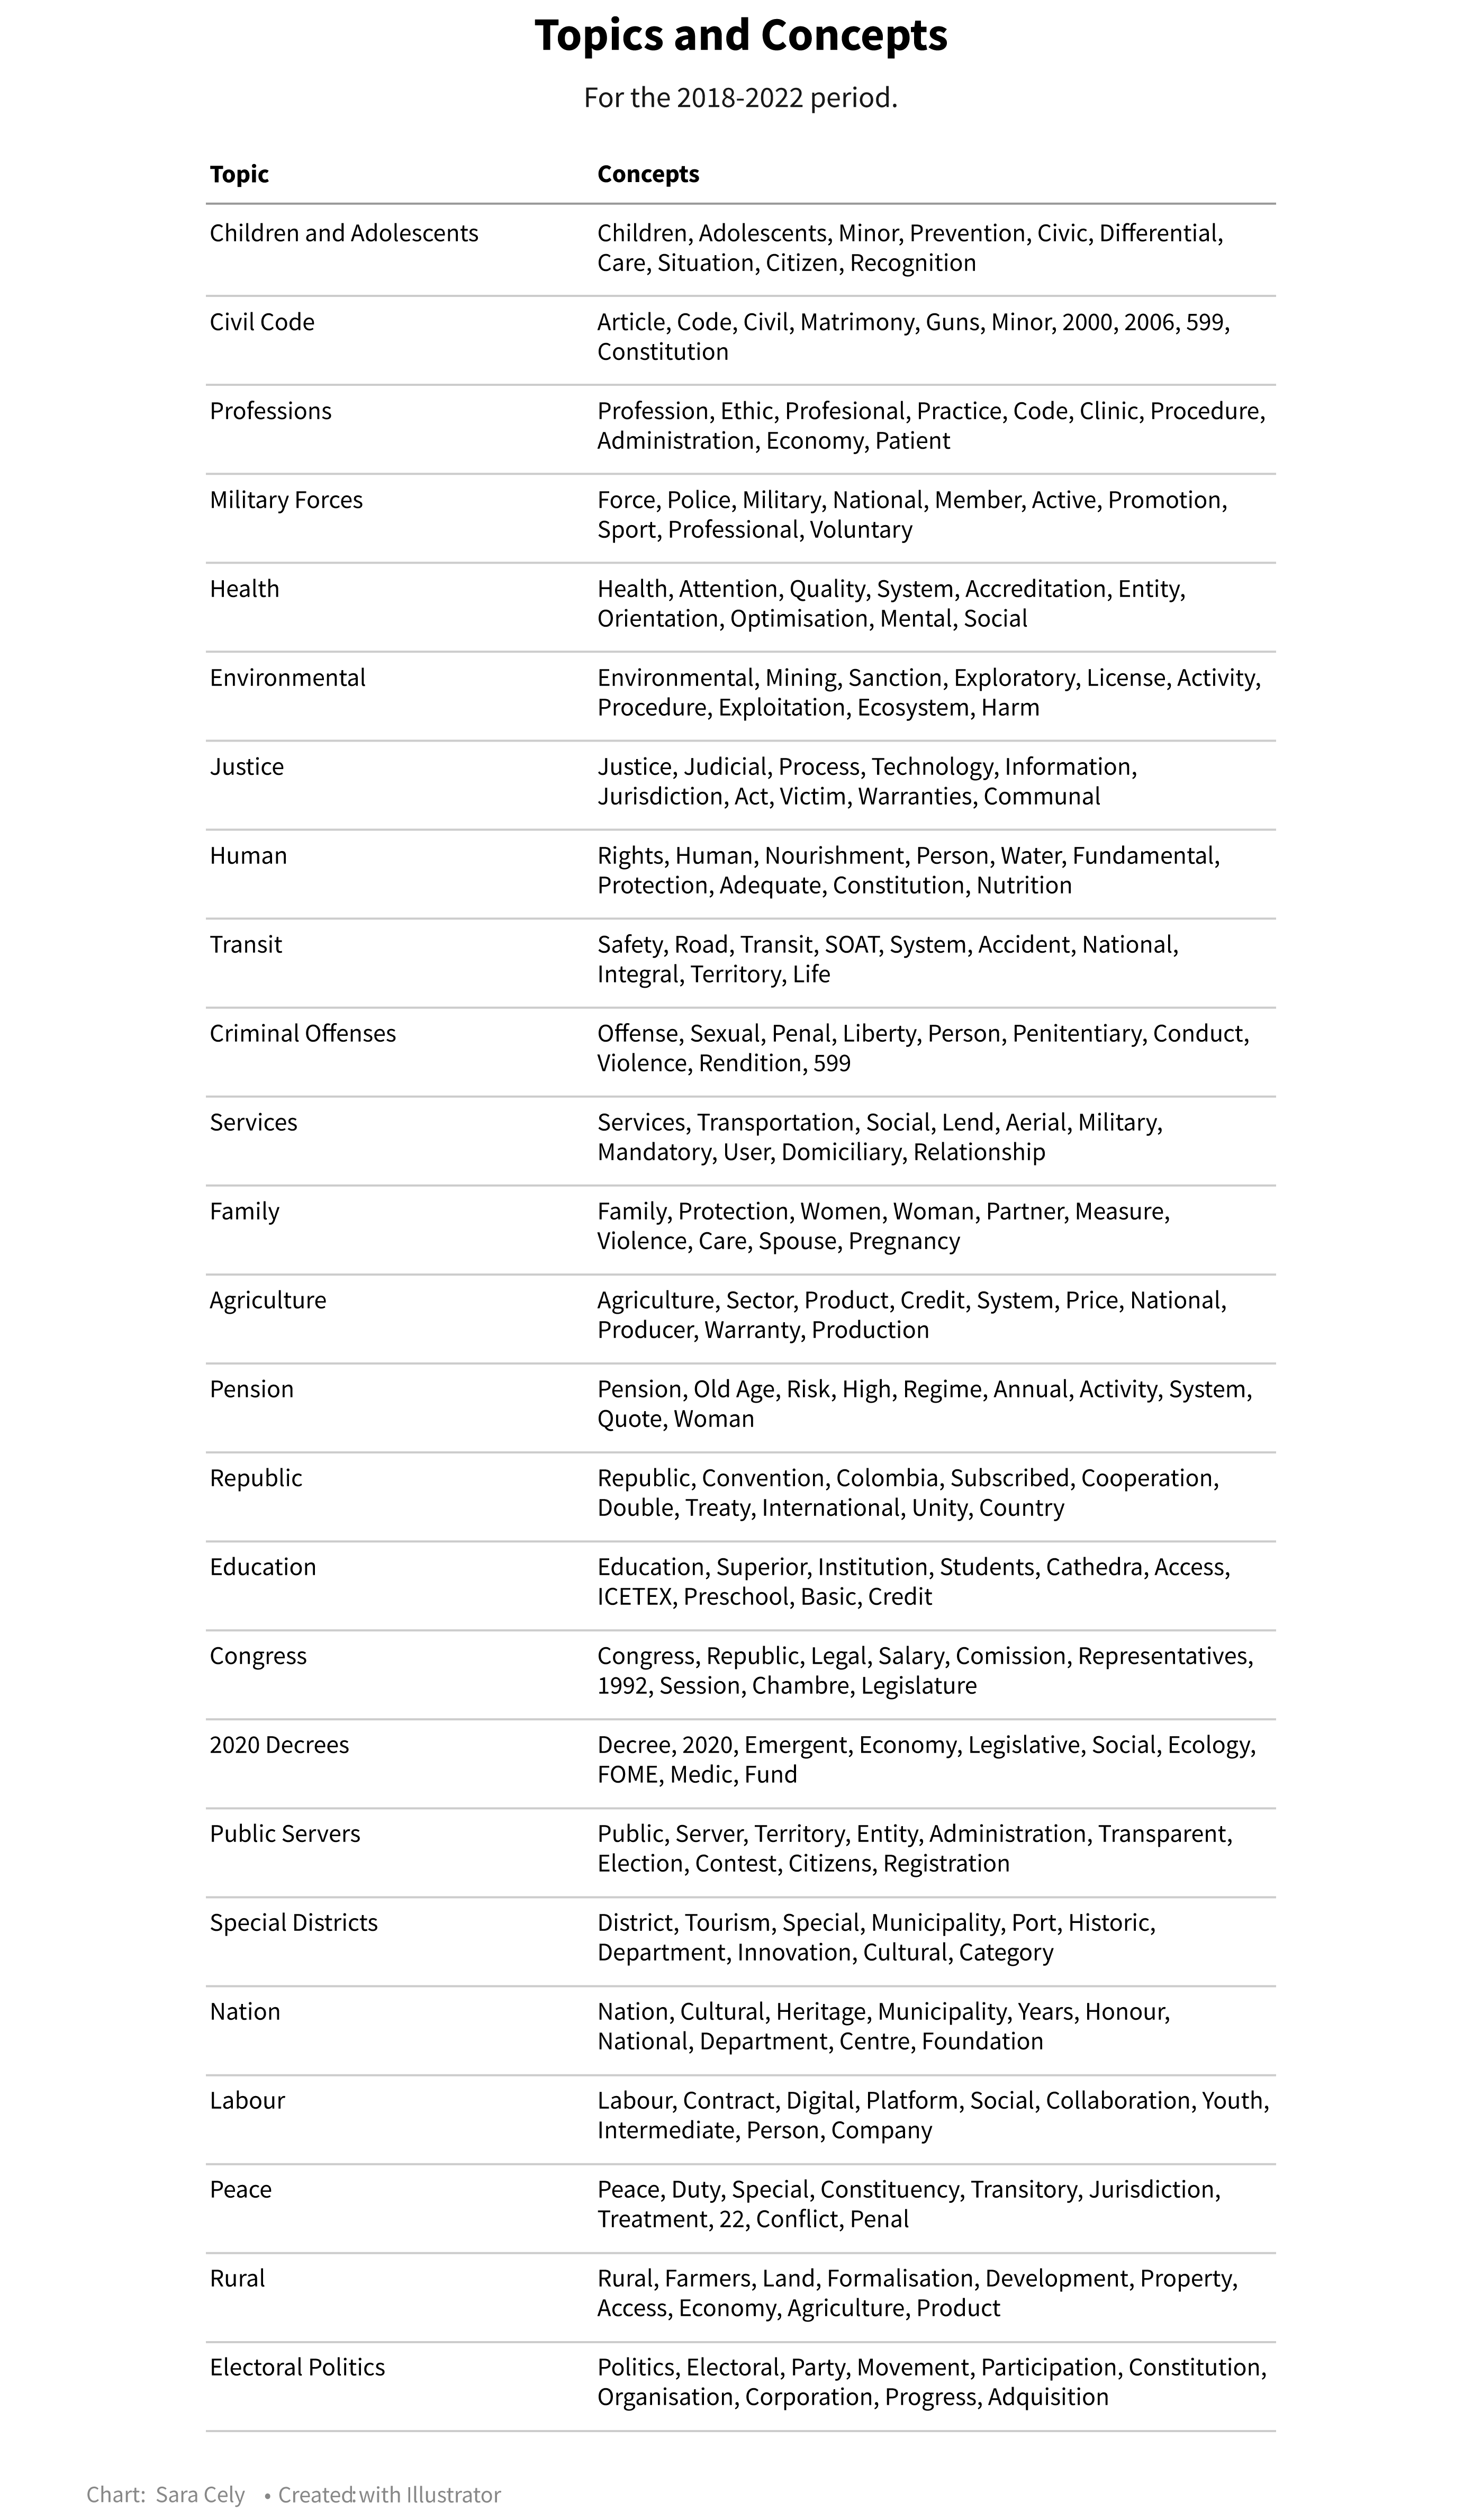 Topics and Concepts
For the 2018-2022 period.
Topic Concepts
Children and Adolescents Children, Adolescents, Minor, Prevention, Civic, Differential,
Care, Situation, Citizen, Recognition
Civil Code Article, Code, Civil, Matrimony, Guns, Minor, 2000, 2006, 599,
Constitution
Professions Profession, Ethic, Profesional, Practice, Code, Clinic, Procedure,
Administration, Economy, Patient
Military Forces Force, Police, Military, National, Member, Active, Promotion,
Sport, Professional, Voluntary
Health Health, Attention, Quality, System, Accreditation, Entity,
Orientation, Optimisation, Mental, Social
Environmental Environmental, Mining, Sanction, Exploratory, License, Activity,
Procedure, Exploitation, Ecosystem, Harm
Justice Justice, Judicial, Process, Technology, Information,
Jurisdiction, Act, Victim, Warranties, Communal
Human Rights, Human, Nourishment, Person, Water, Fundamental,
Protection, Adequate, Constitution, Nutrition
Transit Safety, Road, Transit, SOAT, System, Accident, National,
Integral, Territory, Life
Criminal Offenses Offense, Sexual, Penal, Liberty, Person, Penitentiary, Conduct,
Violence, Rendition, 599
Services Services, Transportation, Social, Lend, Aerial, Military,
Mandatory, User, Domiciliary, Relationship
Family Family, Protection, Women, Woman, Partner, Measure,
Violence, Care, Spouse, Pregnancy
Agriculture Agriculture, Sector, Product, Credit, System, Price, National,
Producer, Warranty, Production
Pension Pension, Old Age, Risk, High, Regime, Annual, Activity, System,
Quote, Woman
Republic Republic, Convention, Colombia, Subscribed, Cooperation,
Double, Treaty, International, Unity, Country
Education Education, Superior, Institution, Students, Cathedra, Access,
ICETEX, Preschool, Basic, Credit
Congress Congress, Republic, Legal, Salary, Comission, Representatives,
1992, Session, Chambre, Legislature
2020 Decrees Decree, 2020, Emergent, Economy, Legislative, Social, Ecology,
FOME, Medic, Fund
Public Servers Public, Server, Territory, Entity, Administration, Transparent,
Election, Contest, Citizens, Registration
Special Districts District, Tourism, Special, Municipality, Port, Historic,
Department, Innovation, Cultural, Category
Nation Nation, Cultural, Heritage, Municipality, Years, Honour,
National, Department, Centre, Foundation
Labour Labour, Contract, Digital, Platform, Social, Collaboration, Youth,
Intermediate, Person, Company
Peace Peace, Duty, Special, Constituency, Transitory, Jurisdiction,
Treatment, 22, Conflict, Penal
Rural Rural, Farmers, Land, Formalisation, Development, Property,
Access, Economy, Agriculture, Product
Electoral Politics Politics, Electoral, Party, Movement, Participation, Constitution,
Organisation, Corporation, Progress, Adquisition
Chart: Sara Cely • Created: with Illustrator